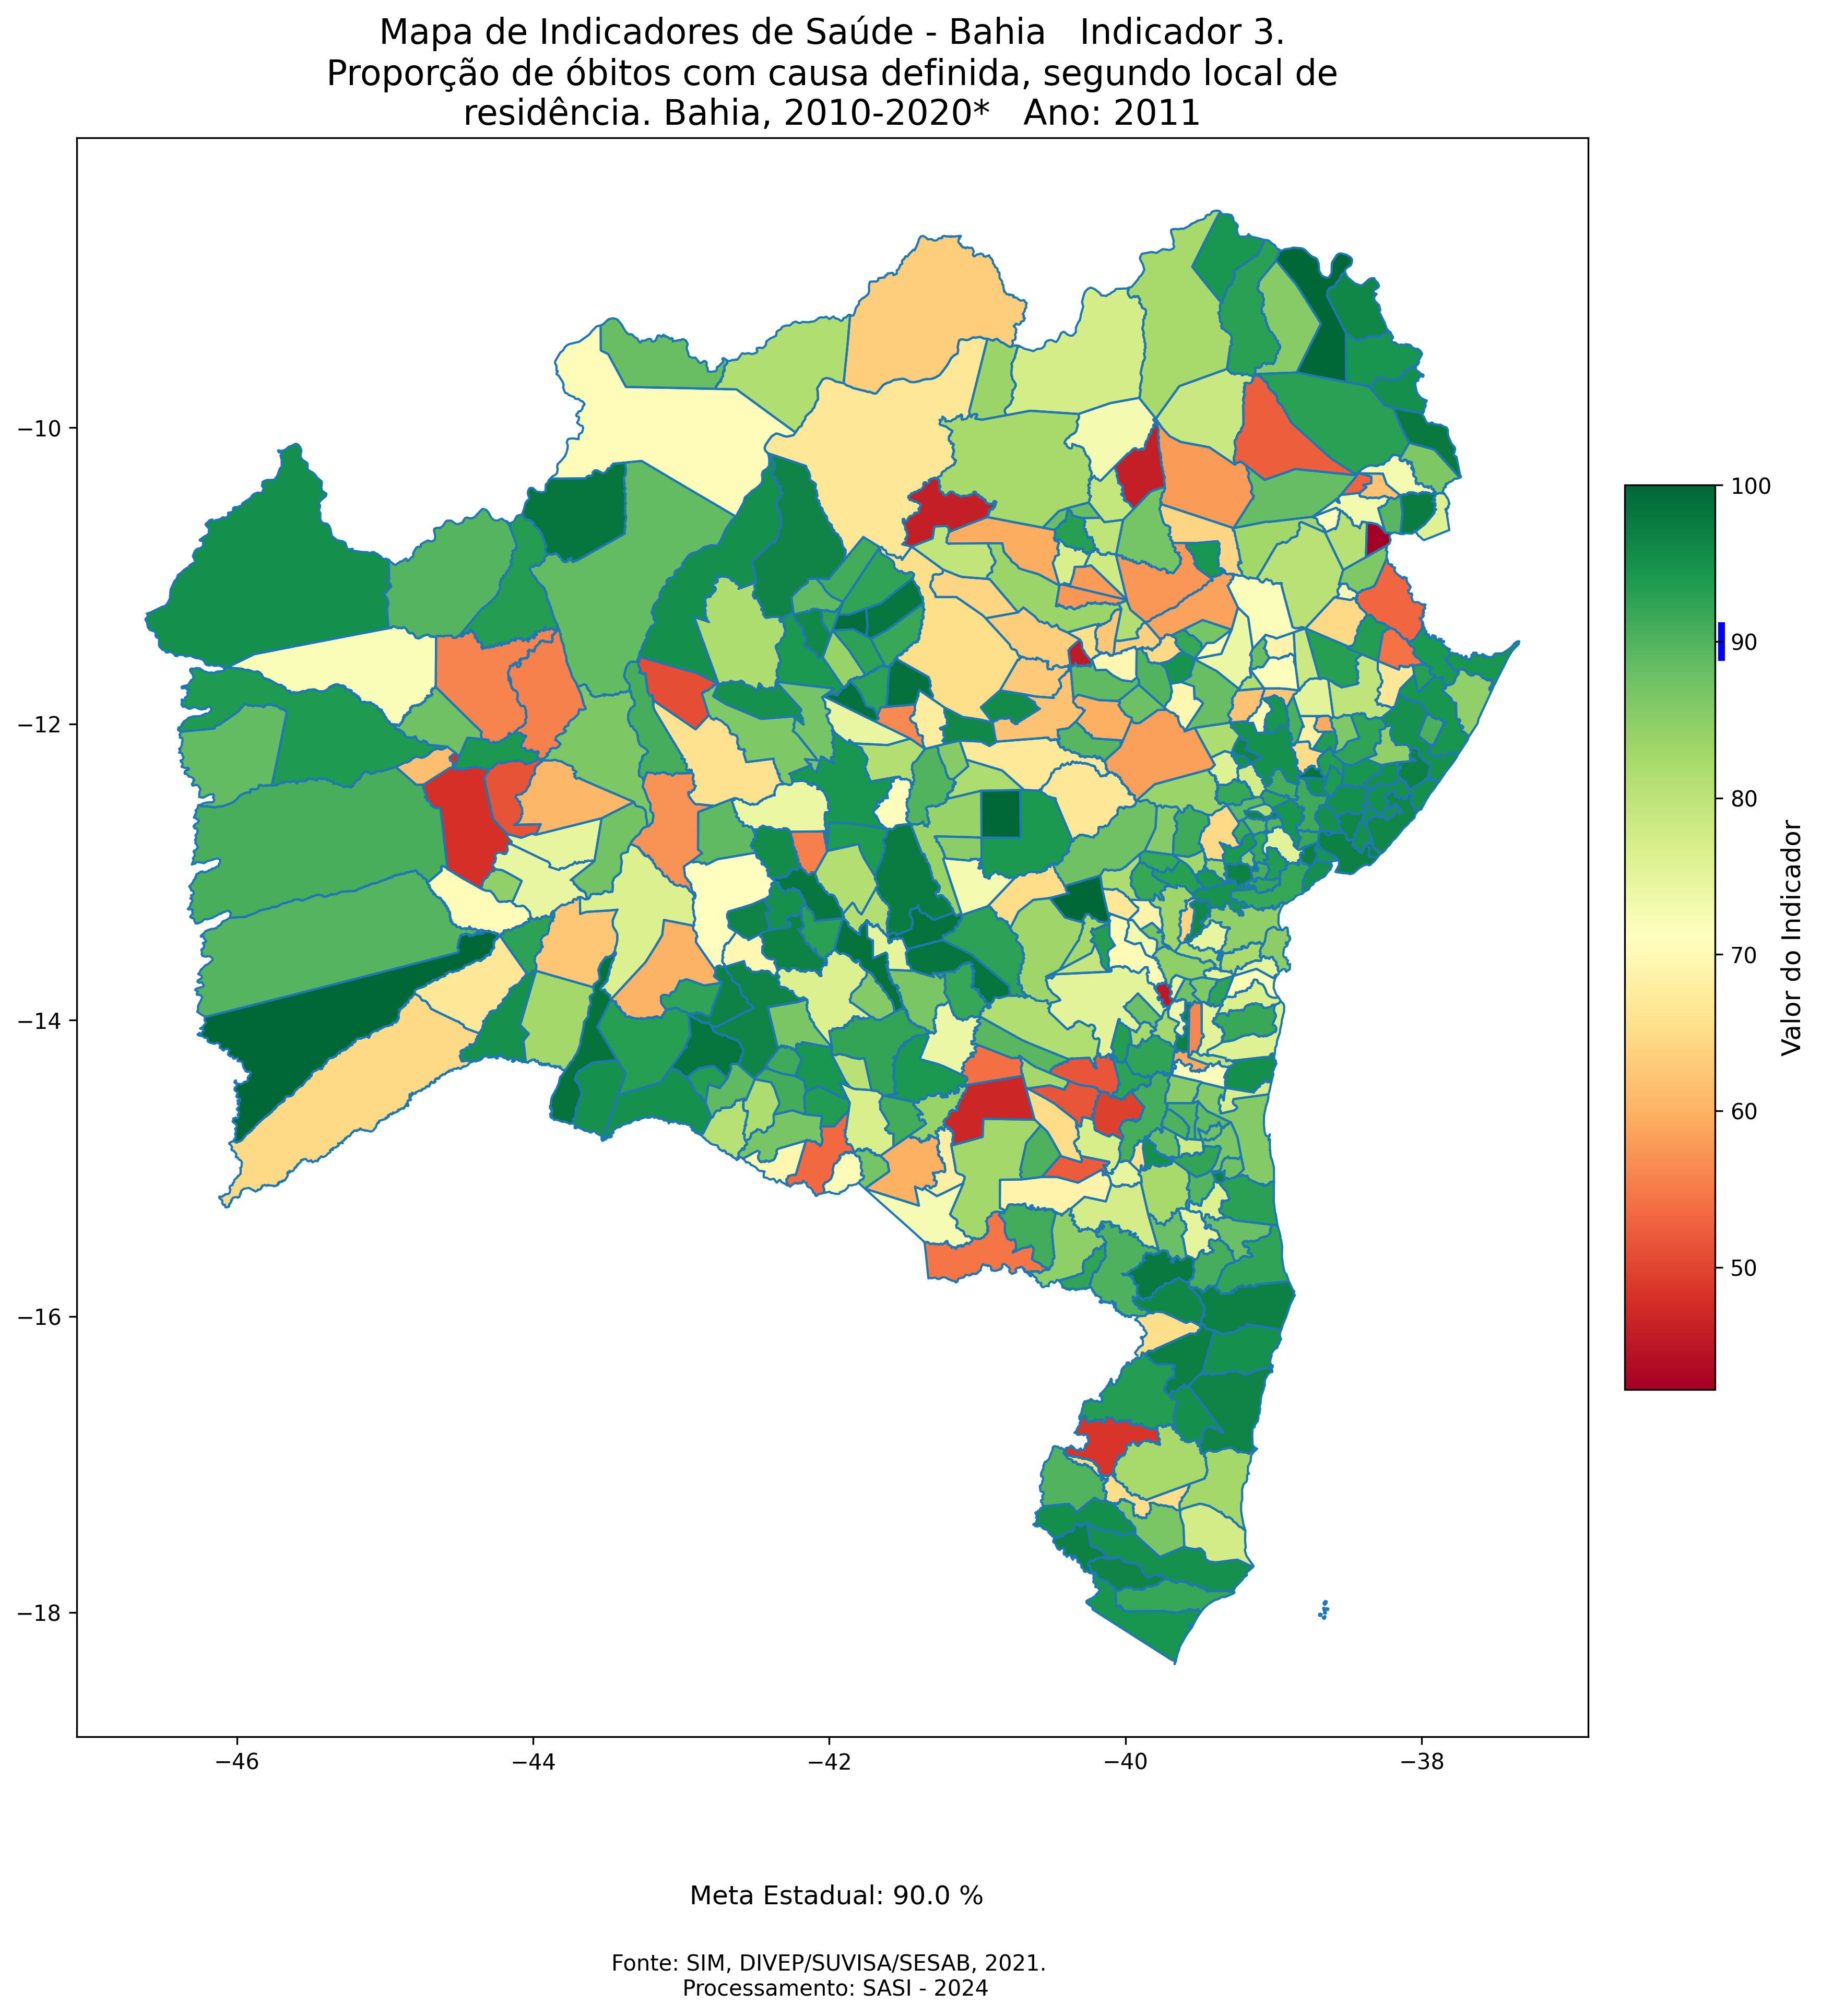 Mapa de Indicadores de Saúde - Bahia   Indicador 3.
Proporção de óbitos com causa definida, segundo local de
residência. Bahia, 2010-2020*   Ano: 2011
−10
−12
−14
−16
−18
−46
−44
−42
−40
−38
100
90
80
70
60
50
Valor do Indicador
Meta Estadual: 90.0 %
Fonte: SIM, DIVEP/SUVISA/SESAB, 2021.
Processamento: SASI - 2024